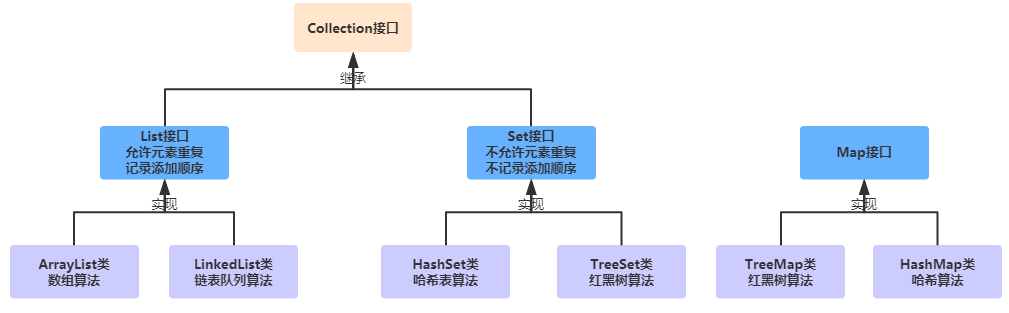 Collection接口
继承
List接口
允许元素重复
记录添加顺序
Set接口
不允许元素重复
不记录添加顺序
Map接口
实现
实现
实现
ArrayList类
数组算法
LinkedList类
链表队列算法
HashSet类
哈希表算法
TreeSet类
红黑树算法
TreeMap类
红黑树算法
HashMap类
哈希算法